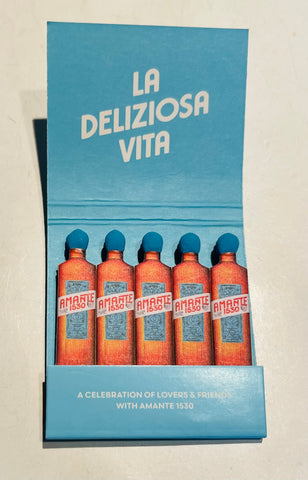 LA
DELIZIOSA
VITA
AMANTE
1530
AMANTE
1530
AMANTE
1530
AMANTE
1530
AMANTE
1530
A CELEBRATION OF LOVERS & FRIENDS
WITH AMANTE 1530